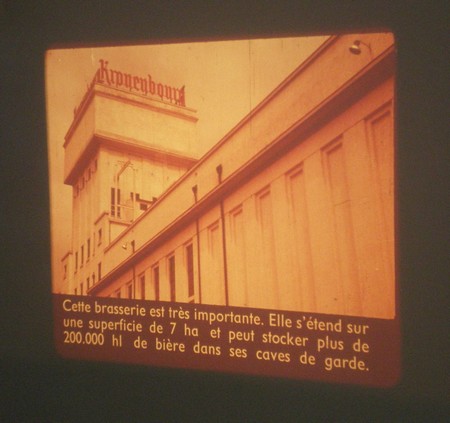 Kronenbourg
Cette brasserie est très importante. Elle s'étend sur
une superficie de 7 ha et peut stocker plus de
200.000 hl de bière dans ses caves de garde.